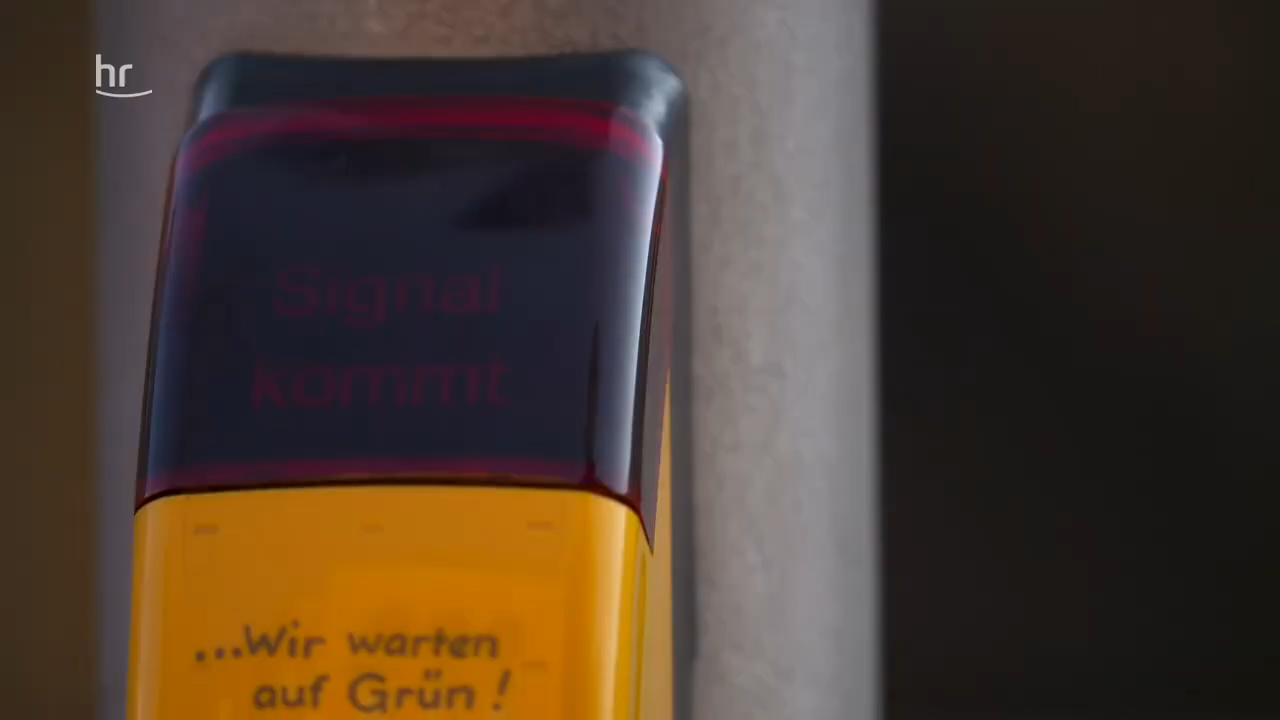 hr
Signal
kommt
...Wir warten
auf Grün!